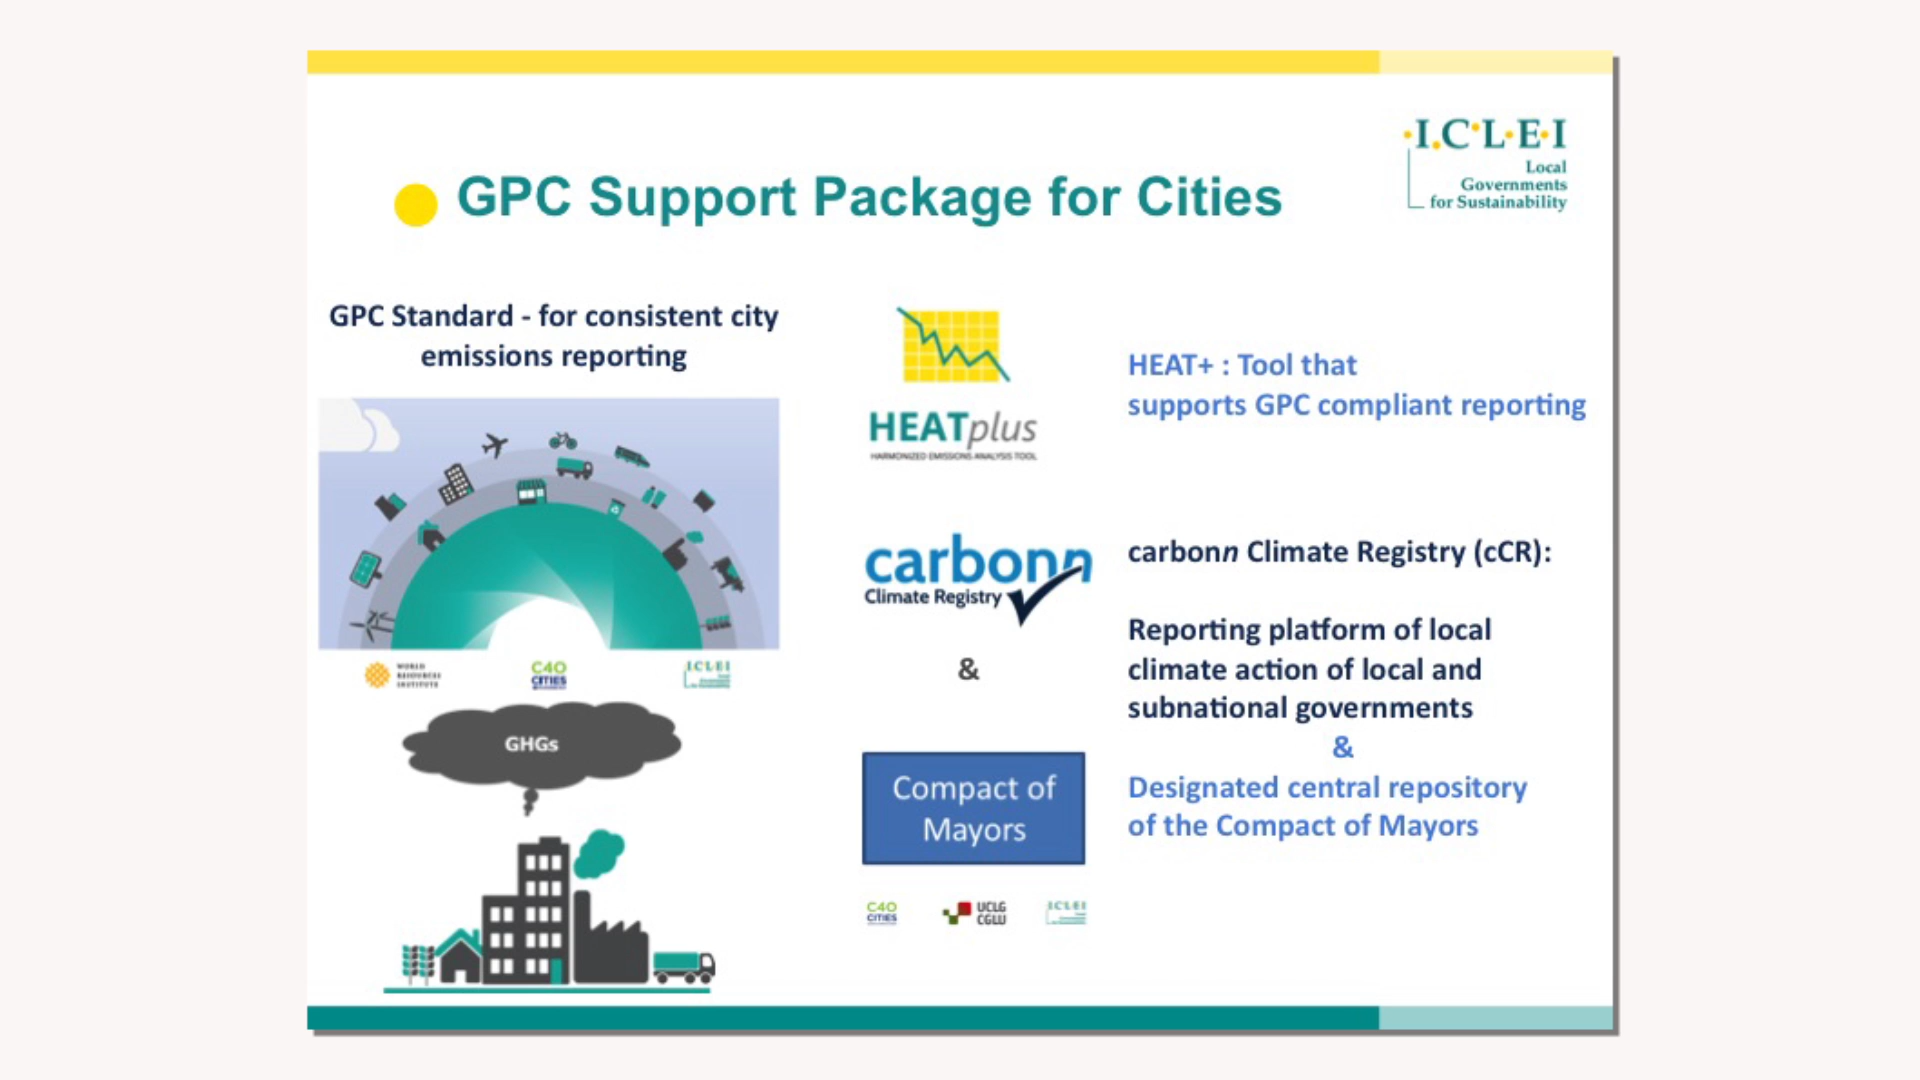 I.C.L.E.I
Local
Governments
for Sustainability
GPC Support Package for Cities
GPC Standard - for consistent city
emissions reporting
WORLD
RESOURCES
INSTITUTE
C40
CITIES
ICLEI
GHGs
HEATplus
HARMONIZED EMISSIONS ANALYSIS TOOL
HEAT+ : Tool that
supports GPC compliant reporting
carbonn
Climate Registry
&
Compact of
Mayors
C40
CITIES
UCLG
CGLU
ICLEI
carbonn Climate Registry (cCR):
Reporting platform of local
climate action of local and
subnational governments
&
Designated central repository
of the Compact of Mayors